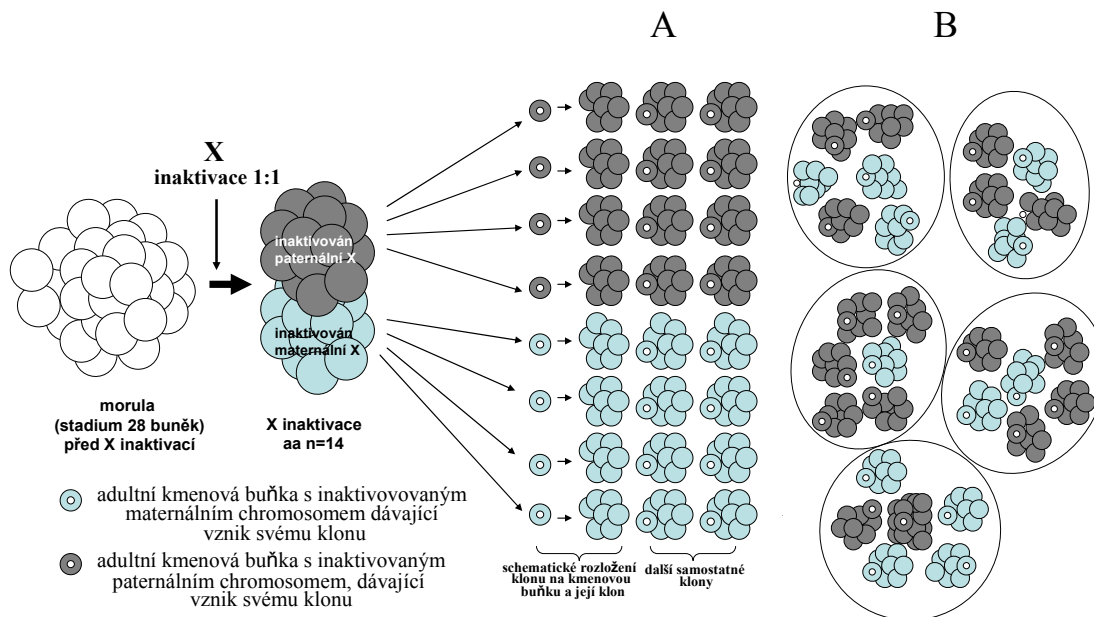 A
B
X
inaktivace 1:1
inaktivován
paternální X
inaktivován
maternální X
morula
(stadium 28 buněk)
před X inaktivací
X inaktivace
aa n=14
adultní kmenová buňka s inaktivovovaným
maternálním chromosomem dávající
vznik svému klonu
adultní kmenová buňka s inaktivovaným
paternálním chromosomem, dávající
vznik svému klonu
schematické rozložení
klonu na kmenovou
buňku a její klon
další samostatné
klony